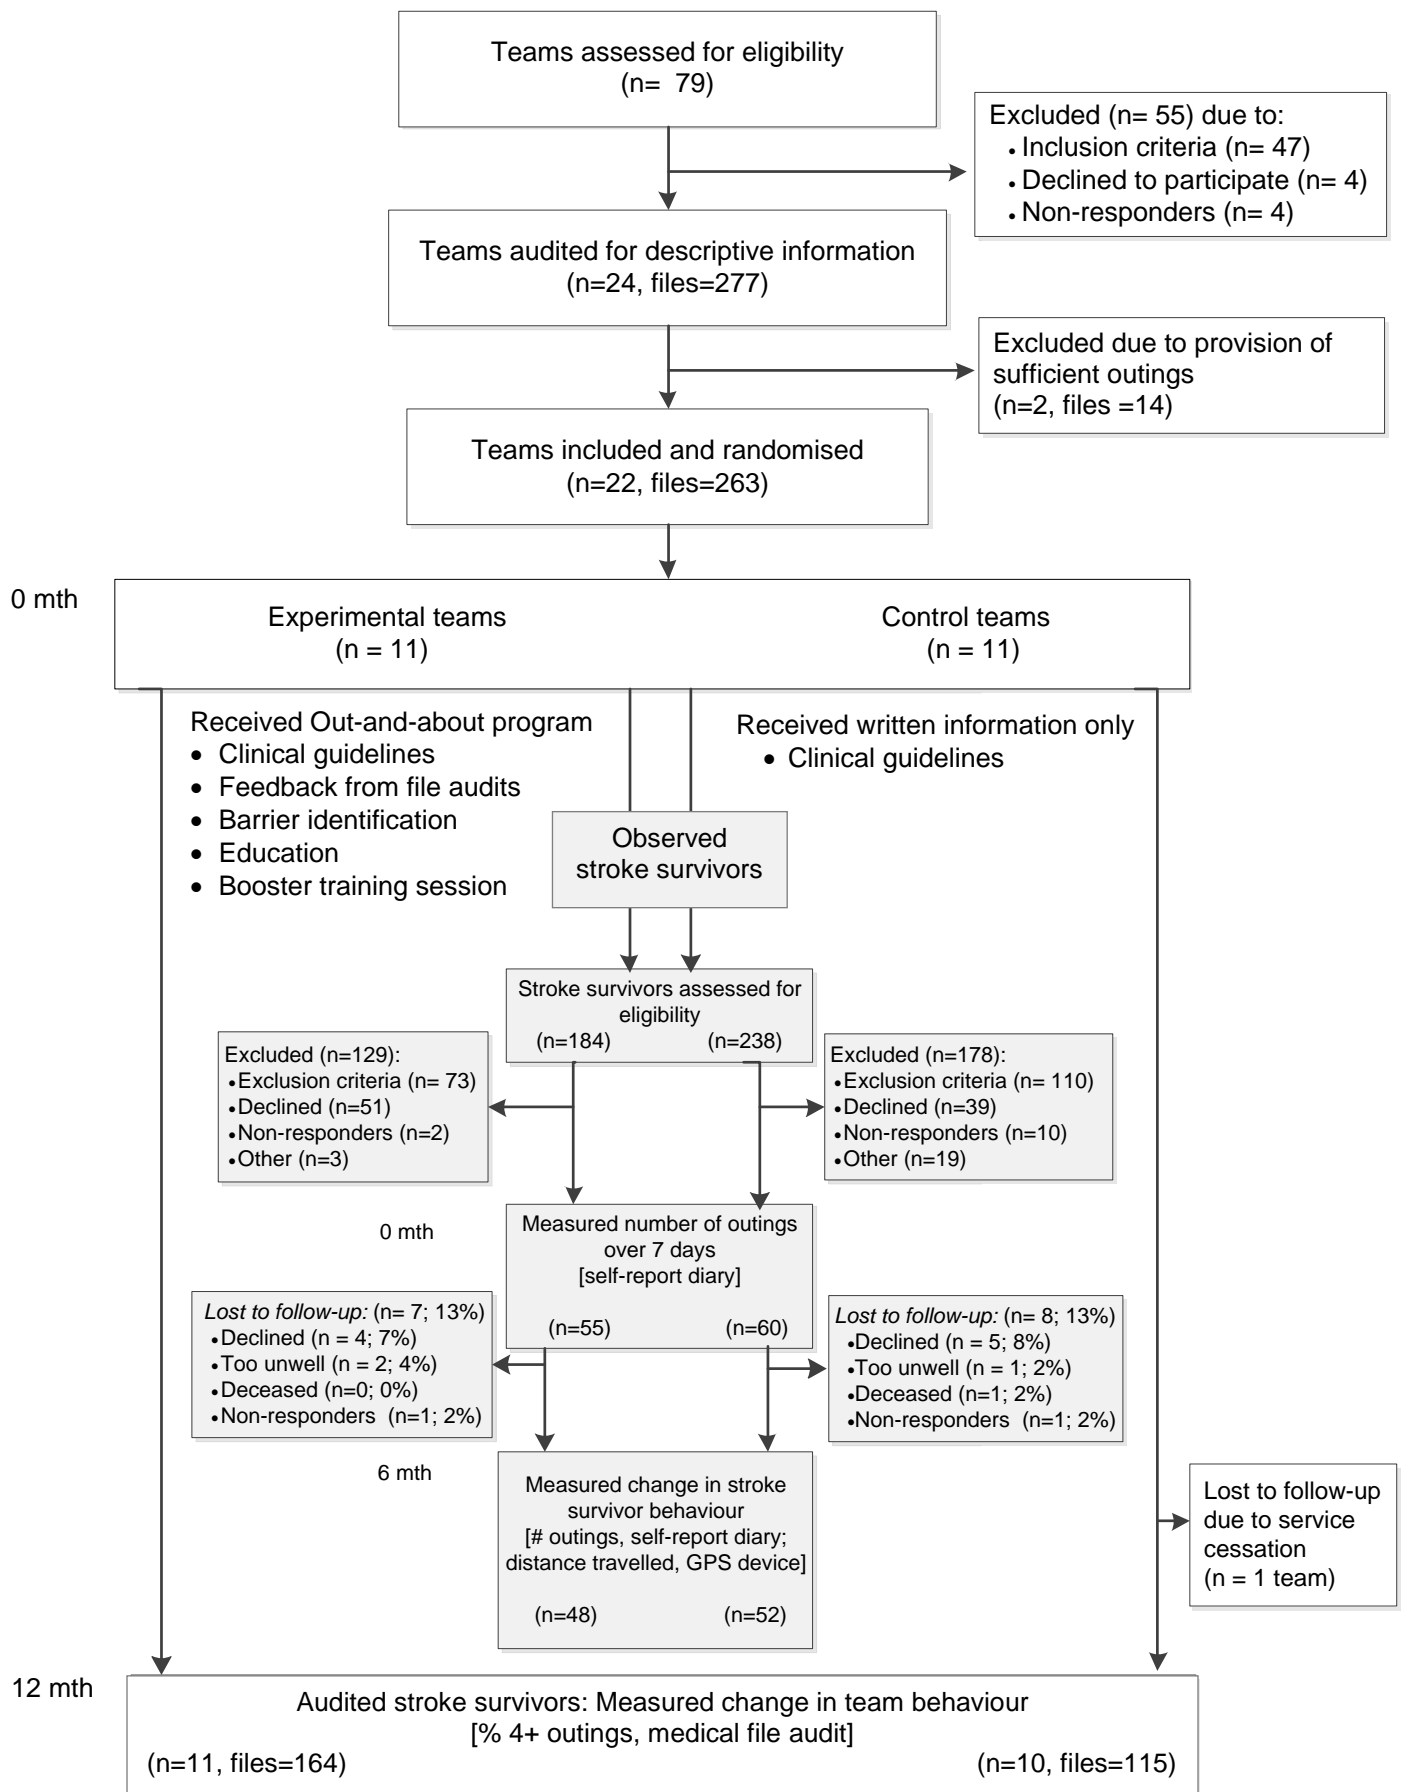 Teams assessed for eligibility
(n=  79)
Excluded (n= 55) due to:
• Inclusion criteria (n= 47)
• Declined to participate (n= 4)
• Non-responders (n= 4)
Teams audited for descriptive information
(n=24, files=277)
Excluded due to provision of
sufficient outings
(n=2, files =14)
Teams included and randomised
(n=22, files=263)
0 mth
Experimental teams
(n = 11)
Control teams
(n = 11)
Received Out-and-about program
• Clinical guidelines
• Feedback from file audits
• Barrier identification
• Education
• Booster training session
Received written information only
• Clinical guidelines
Observed
stroke survivors
Stroke survivors assessed for
eligibility
(n=184) (n=238)
Excluded (n=129):
•Exclusion criteria (n= 73)
•Declined (n=51)
•Non-responders (n=2)
•Other (n=3)
Excluded (n=178):
•Exclusion criteria (n= 110)
•Declined (n=39)
•Non-responders (n=10)
•Other (n=19)
0 mth
Measured number of outings
over 7 days
[self-report diary]
(n=55) (n=60)
Lost to follow-up: (n= 7; 13%)
•Declined (n = 4; 7%)
•Too unwell (n = 2; 4%)
•Deceased (n=0; 0%)
•Non-responders  (n=1; 2%)
Lost to follow-up: (n= 8; 13%)
•Declined (n = 5; 8%)
•Too unwell (n = 1; 2%)
•Deceased (n=1; 2%)
•Non-responders  (n=1; 2%)
6 mth
Measured change in stroke
survivor behaviour
[# outings, self-report diary;
distance travelled, GPS device]
(n=48) (n=52)
Lost to follow-up
due to service
cessation
(n = 1 team)
12 mth
Audited stroke survivors: Measured change in team behaviour
[% 4+ outings, medical file audit]
(n=11, files=164) (n=10, files=115)